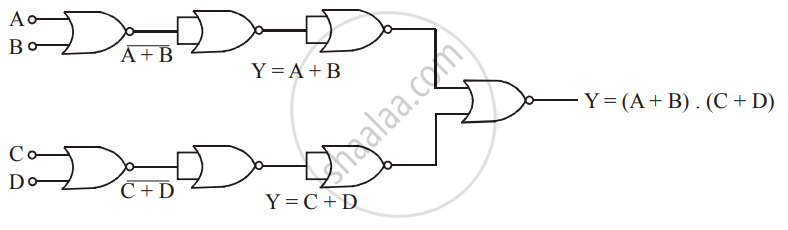 A
B
A + B
Y = A + B
Y = (A + B) . (C + D)
C
D
C + D
Y = C + D
shaalaa.com